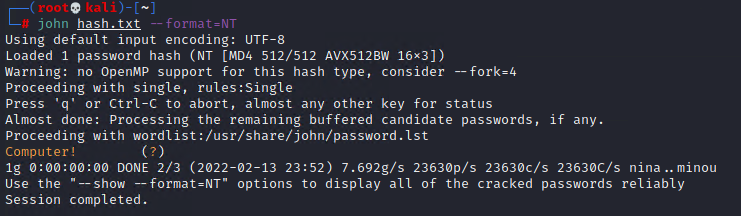 ┌──(root💀kali)-[~]
└─# john hash.txt --format=NT
Using default input encoding: UTF-8
Loaded 1 password hash (NT [MD4 512/512 AVX512BW 16×3])
Warning: no OpenMP support for this hash type, consider --fork=4
Proceeding with single, rules:Single
Press 'q' or Ctrl-C to abort, almost any other key for status
Almost done: Processing the remaining buffered candidate passwords, if any.
Proceeding with wordlist:/usr/share/john/password.lst
Computer!        (?)
1g 0:00:00:00 DONE 2/3 (2022-02-13 23:52) 7.692g/s 23630p/s 23630c/s 23630C/s nina..minou
Use the "--show --format=NT" options to display all of the cracked passwords reliably
Session completed.